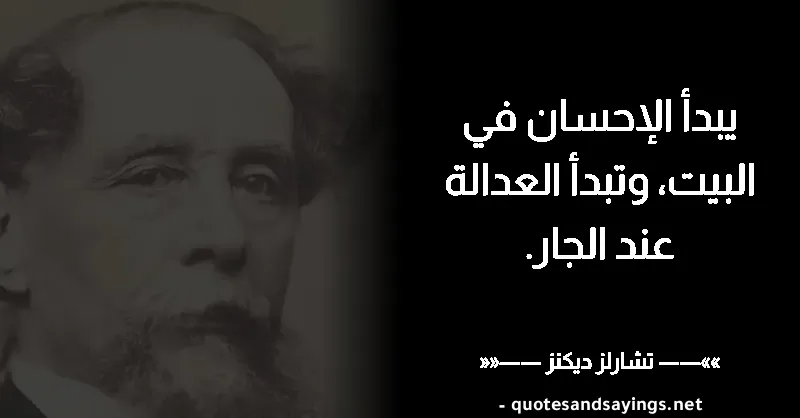 يبدأ الإحسان في
البيت، وتبدأ العدالة
عند الجار.
»»—— تشارلز ديكنز ——««
- quotesandsayings.net